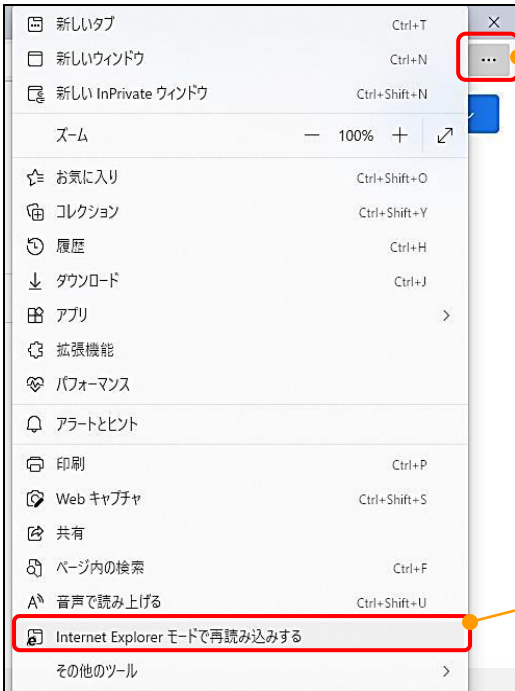 新しいタブ Ctrl+T
新しいウィンドウ Ctrl+N
新しい InPrivate ウィンドウ Ctrl+Shift+N
ズーム — 100% +
お気に入り Ctrl+Shift+O
コレクション Ctrl+Shift+Y
履歴 Ctrl+H
ダウンロード Ctrl+J
アプリ
拡張機能
パフォーマンス
アラートとヒント
印刷 Ctrl+P
Web キャプチャ Ctrl+Shift+S
共有
ページ内の検索 Ctrl+F
音声で読み上げる Ctrl+Shift+U
Internet Explorer モードで再読み込みする
その他のツール